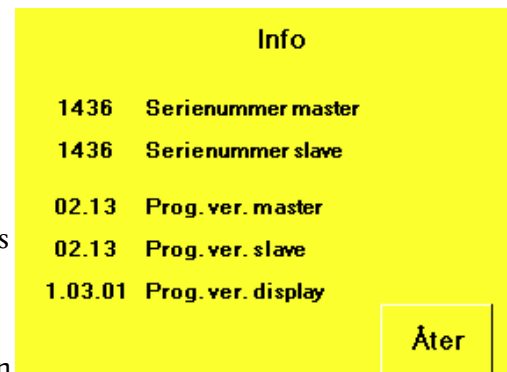 Info
1436 Serienummer master
1436 Serienummer slave
02.13 Prog. ver. master
s
02.13 Prog. ver. slave
1.03.01 Prog. ver. display
Åter
n